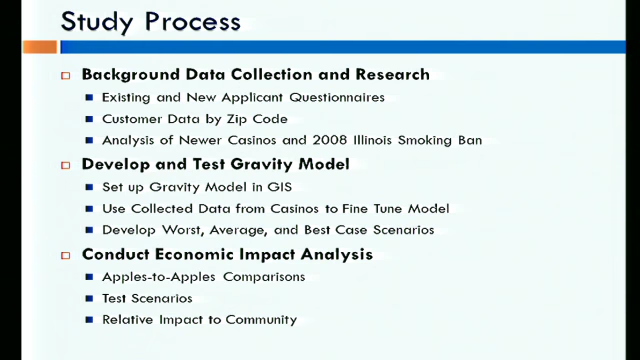 Study Process
Background Data Collection and Research
Existing and New Applicant Questionnaires
Customer Data by Zip Code
Analysis of Newer Casinos and 2008 Illinois Smoking Ban
Develop and Test Gravity Model
Set up Gravity Model in GIS
Use Collected Data from Casinos to Fine Tune Model
Develop Worst, Average, and Best Case Scenarios
Conduct Economic Impact Analysis
Apples-to-Apples Comparisons
Test Scenarios
Relative Impact to Community